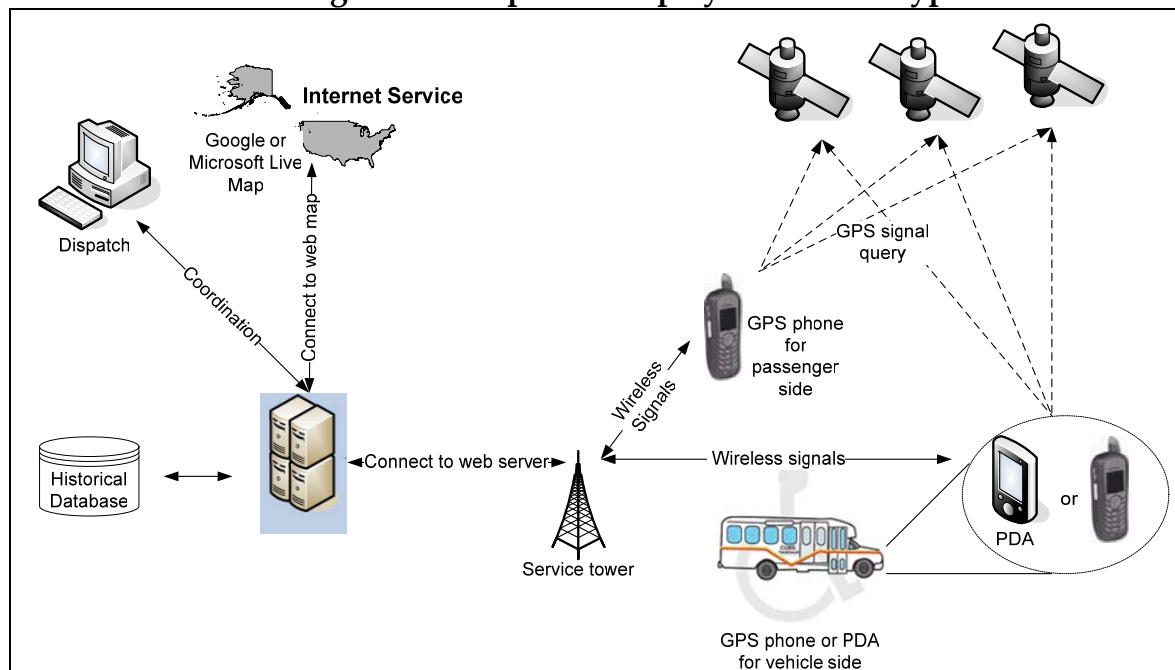 Internet Service
Google or
Microsoft Live
Map
Dispatch
Coordination
Connect to web map
GPS signal
query
GPS phone
for
passenger
side
Wireless
Signals
Historical
Database
Connect to web server
Wireless signals
or
PDA
Service tower
GPS phone or PDA
for vehicle side